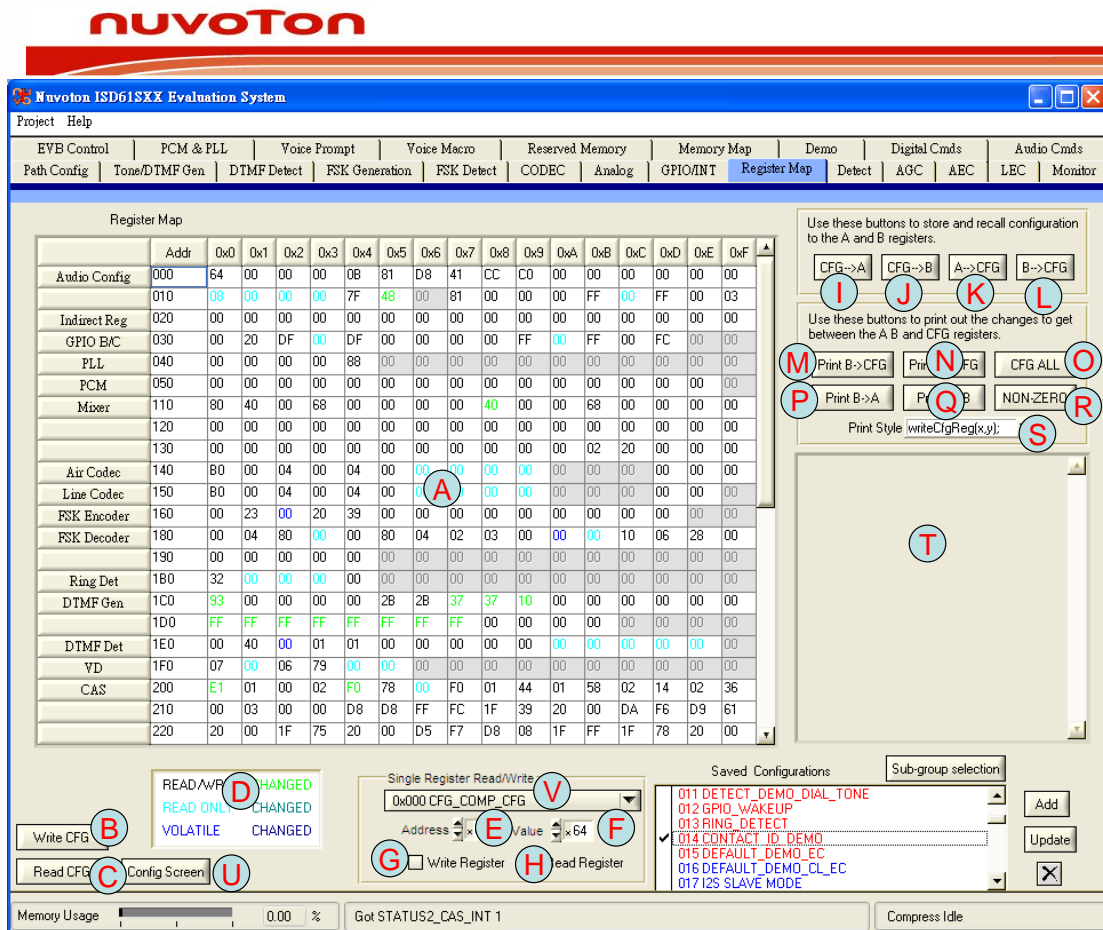 nuvoTon
Nuvoton ISD61SXX Evaluation System
Project Help
EVB Control PCM & PLL Voice Prompt Voice Macro Reserved Memory Memory Map Demo Digital Cmds Audio Cmds
Path Config Tone/DTMF Gen DTMF Detect FSK Generation FSK Detect CODEC Analog GPIO/INT Register Map Detect AGC AEC LEC Monitor
Register Map
Addr 0x0 0x1 0x2 0x3 0x4 0x5 0x6 0x7 0x8 0x9 0xA 0xB 0xC 0xD 0xE 0xF
Audio Config 000 64 00 00 00 0B 81 D8 41 CC C0 00 00 00 00 00 00
010 08 00 00 00 7F 48 00 81 00 00 00 FF 00 FF 00 03
Indirect Reg 020 00 00 00 00 00 00 00 00 00 00 00 00 00 00 00 00
GPIO B/C 030 00 20 DF 00 DF 00 00 00 FF 00 FF 00 FC 00 00
PLL 040 00 00 00 00 88 00 00 00 00 00 00 00 00 00 00 00
PCM 050 00 00 00 00 00 00 00 00 00 00 00 00 00 00 00 00
Mixer 110 80 40 00 68 00 00 00 00 40 00 00 68 00 00 00 00
120 00 00 00 00 00 00 00 00 00 00 00 00 00 00 00 00
130 00 00 00 00 00 00 00 00 00 00 00 02 20 00 00 00
Air Codec 140 B0 00 04 00 04 00 00 00 00 00 00 00 00 00 00
Line Codec 150 B0 00 04 00 04 00 00 00 00 00 00 00 00 00
A
FSK Encoder 160 00 23 00 20 39 00 00 00 00 00 00 00 00 00 00 00
FSK Decoder 180 00 04 80 00 00 80 04 02 03 00 00 00 10 06 28 00
190 00 00 00 00 00 00 00 00 00 00 00 00 00 00 00 00
Ring Det 1B0 32 00 00 00 00 00 00 00 00 00 00 00 00 00 00 00
DTMF Gen 1C0 93 00 00 00 00 2B 2B 37 37 10 00 00 00 00 00 00
1D0 FF FF FF FF FF FF FF FF 00 00 00 00 00 00 00 00
DTMF Det 1E0 00 40 00 01 01 00 00 00 00 00 00 00 00 00 00 00
VD 1F0 07 00 06 79 00 00 00 00 00 00 00 00 00 00 00 00
CAS 200 E1 01 00 02 F0 78 00 F0 01 44 01 58 02 14 02 36
210 00 03 00 00 D8 D8 FF FC 1F 39 20 00 DA F6 D9 61
220 20 00 1F 75 20 00 D5 F7 D8 08 1F FF 1F 78 20 00
Use these buttons to store and recall configuration
to the A and B registers.
CFG-->A CFG-->B A-->CFG B-->CFG
I J K L
Use these buttons to print out the changes to get
between the A B and CFG registers.
M Print B->CFG N CFG ALL O
P Print B->A Q NON-ZERO R
Print Style writeCfgReg(x,y); S
T
READ/WR D CHANGED
READ ONLY CHANGED
VOLATILE CHANGED
Write CFG B
Read CFG C Config Screen U
Single Register Read/Write
0x000 CFG_COMP_CFG V
Address x E Value x 64 F
G Write Register H Read Register
Saved Configurations Sub-group selection
011 DETECT_DEMO_DIAL_TONE
012 GPIO_WAKEUP
013 RING_DETECT
014 CONTACT_ID_DEMO
015 DEFAULT_DEMO_EC
016 DEFAULT_DEMO_CL_EC
017 I2S SLAVE MODE
Add
Update
Memory Usage 0.00 % Got STATUS2_CAS_INT 1 Compress Idle